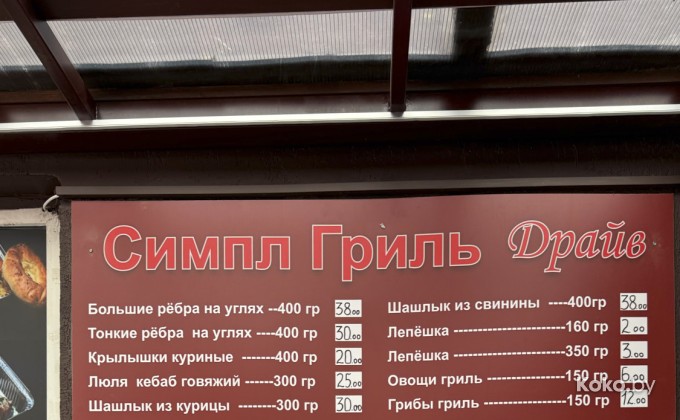 Симпл Гриль Драйв
Большие рёбра на углях --400 гр 38.00
Тонкие рёбра на углях ----400 гр 30.00
Крылышки куриные -----400 гр 20.00
Люля кебаб говяжий -----300 гр 25.00
Шашлык из курицы -----300 гр 30.00
Шашлык из свинины ----400гр 38.00
Лепёшка ----------------------160 гр 2.00
Лепёшка ----------------------350 гр 3.00
Овощи гриль -----------------150 гр 6.00
Грибы гриль -----------------150 гр 12.00
Koko.by